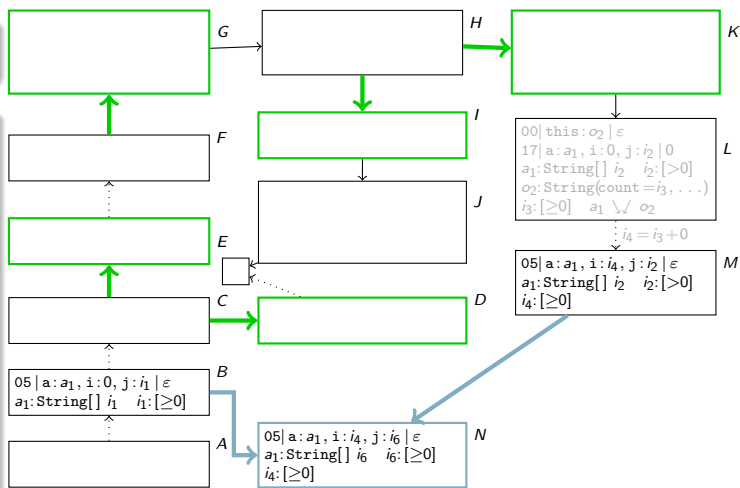 G
H
K
I
00| this: o₂ | ε
17| a: a₁, i:0, j: i₂ |0
a₁: String[] i₂ i₂: [>0]
o₂: String(count=i₃, ...)
i₃: [≥0] a₁ \↙/ o₂
L
F
J
i₄ = i₃+0
E
05| a: a₁, i: i₄, j: i₂ | ε
a₁: String[] i₂ i₂: [>0]
i₄: [≥0]
M
C
D
05| a: a₁, i:0, j: i₁ | ε
a₁: String[] i₁ i₁: [≥0]
B
05| a: a₁, i: i₄, j: i₆ | ε
a₁: String[] i₆ i₆: [≥0]
i₄: [≥0]
N
A